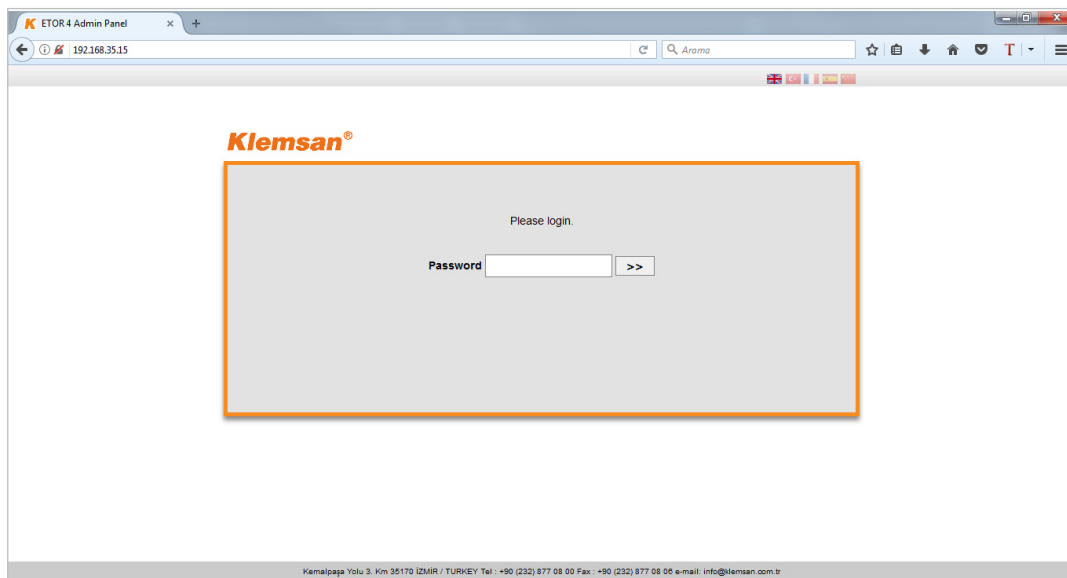 K ETOR 4 Admin Panel
192.168.35.15
Arama
T
Klemsan®
Please login.
Password >>
Kemalpaşa Yolu 3. Km 35170 İZMİR / TURKEY Tel : +90 (232) 877 08 00 Fax : +90 (232) 877 08 06 e-mail: info@klemsan.com.tr